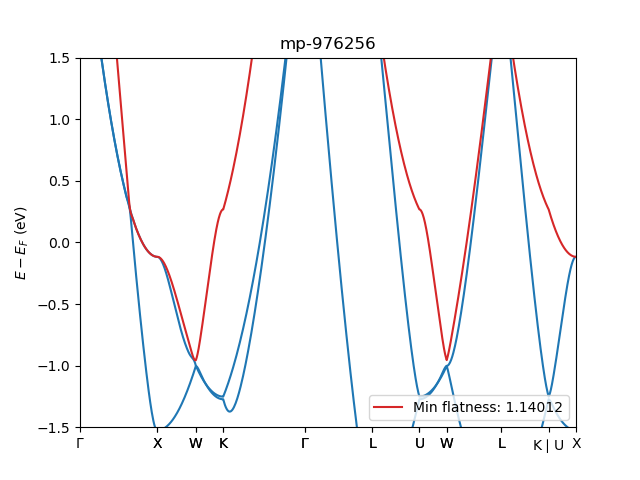 mp-976256
E − E_F (eV)
1.5
1.0
0.5
0.0
−0.5
−1.0
−1.5
Min flatness: 1.14012
Γ X W K Γ L U W L K | U X